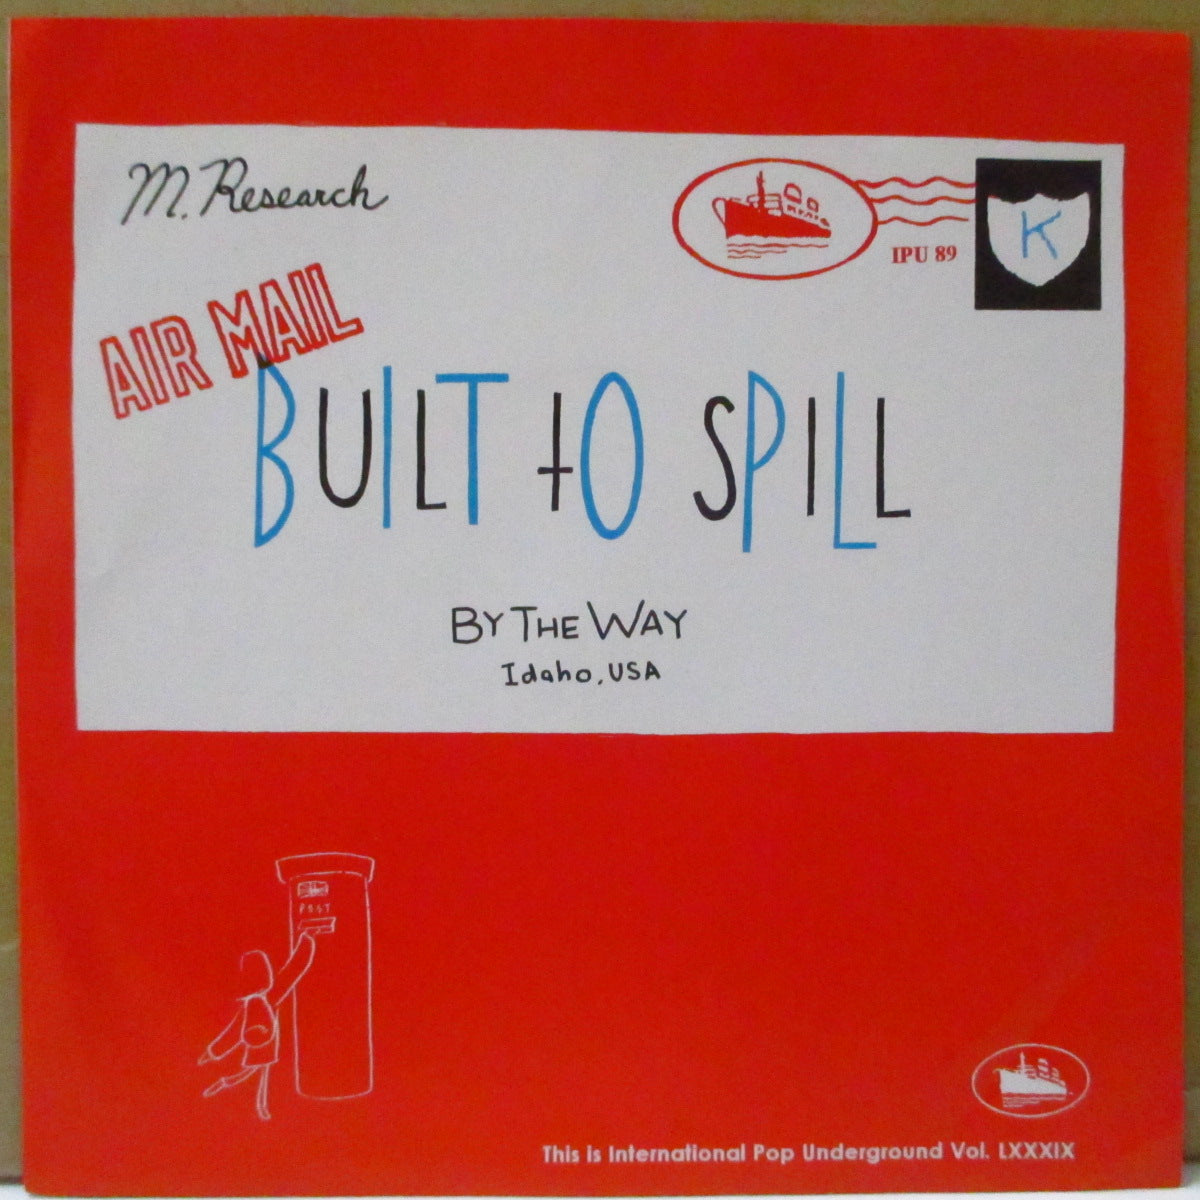 M. Research
IPU 89
K
AIR MAIL
BUILT tO SPILL
BY THE WAY
Idaho, USA
POST
This is International Pop Underground Vol. LXXXIX